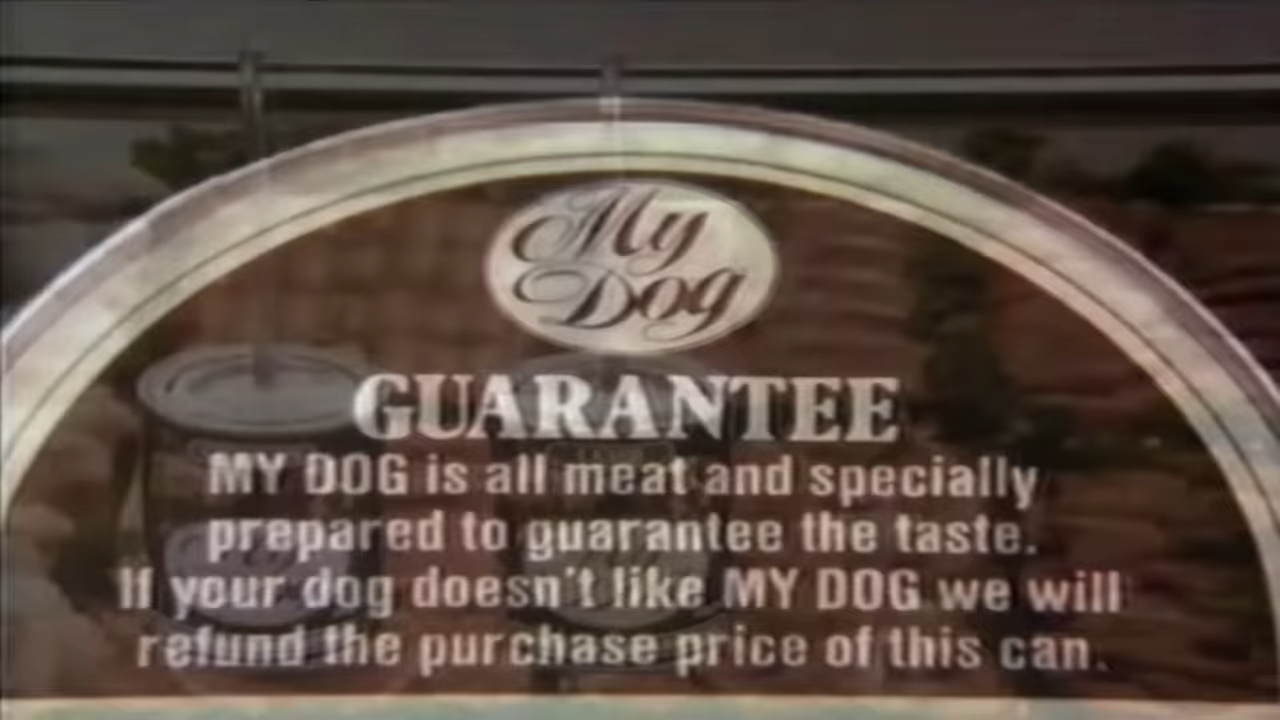 My
Dog
GUARANTEE
MY DOG is all meat and specially
prepared to guarantee the taste.
If your dog doesn't like MY DOG we will
refund the purchase price of this can.